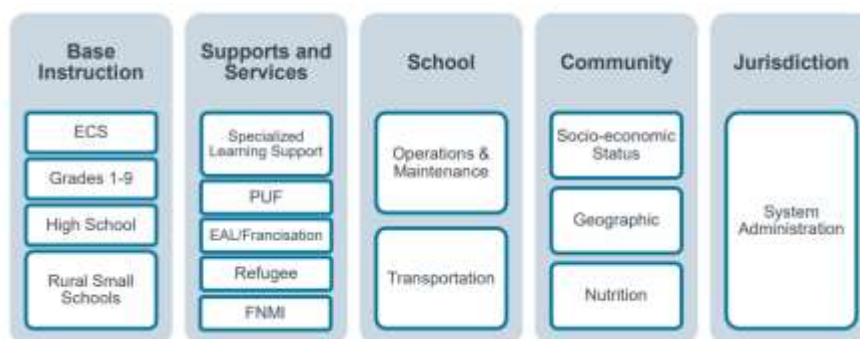 Base
Instruction
ECS
Grades 1-9
High School
Rural Small
Schools
Supports and
Services
Specialized
Learning Support
PUF
EAL/Francisation
Refugee
FNMI
School
Operations &
Maintenance
Transportation
Community
Socio-economic
Status
Geographic
Nutrition
Jurisdiction
System
Administration